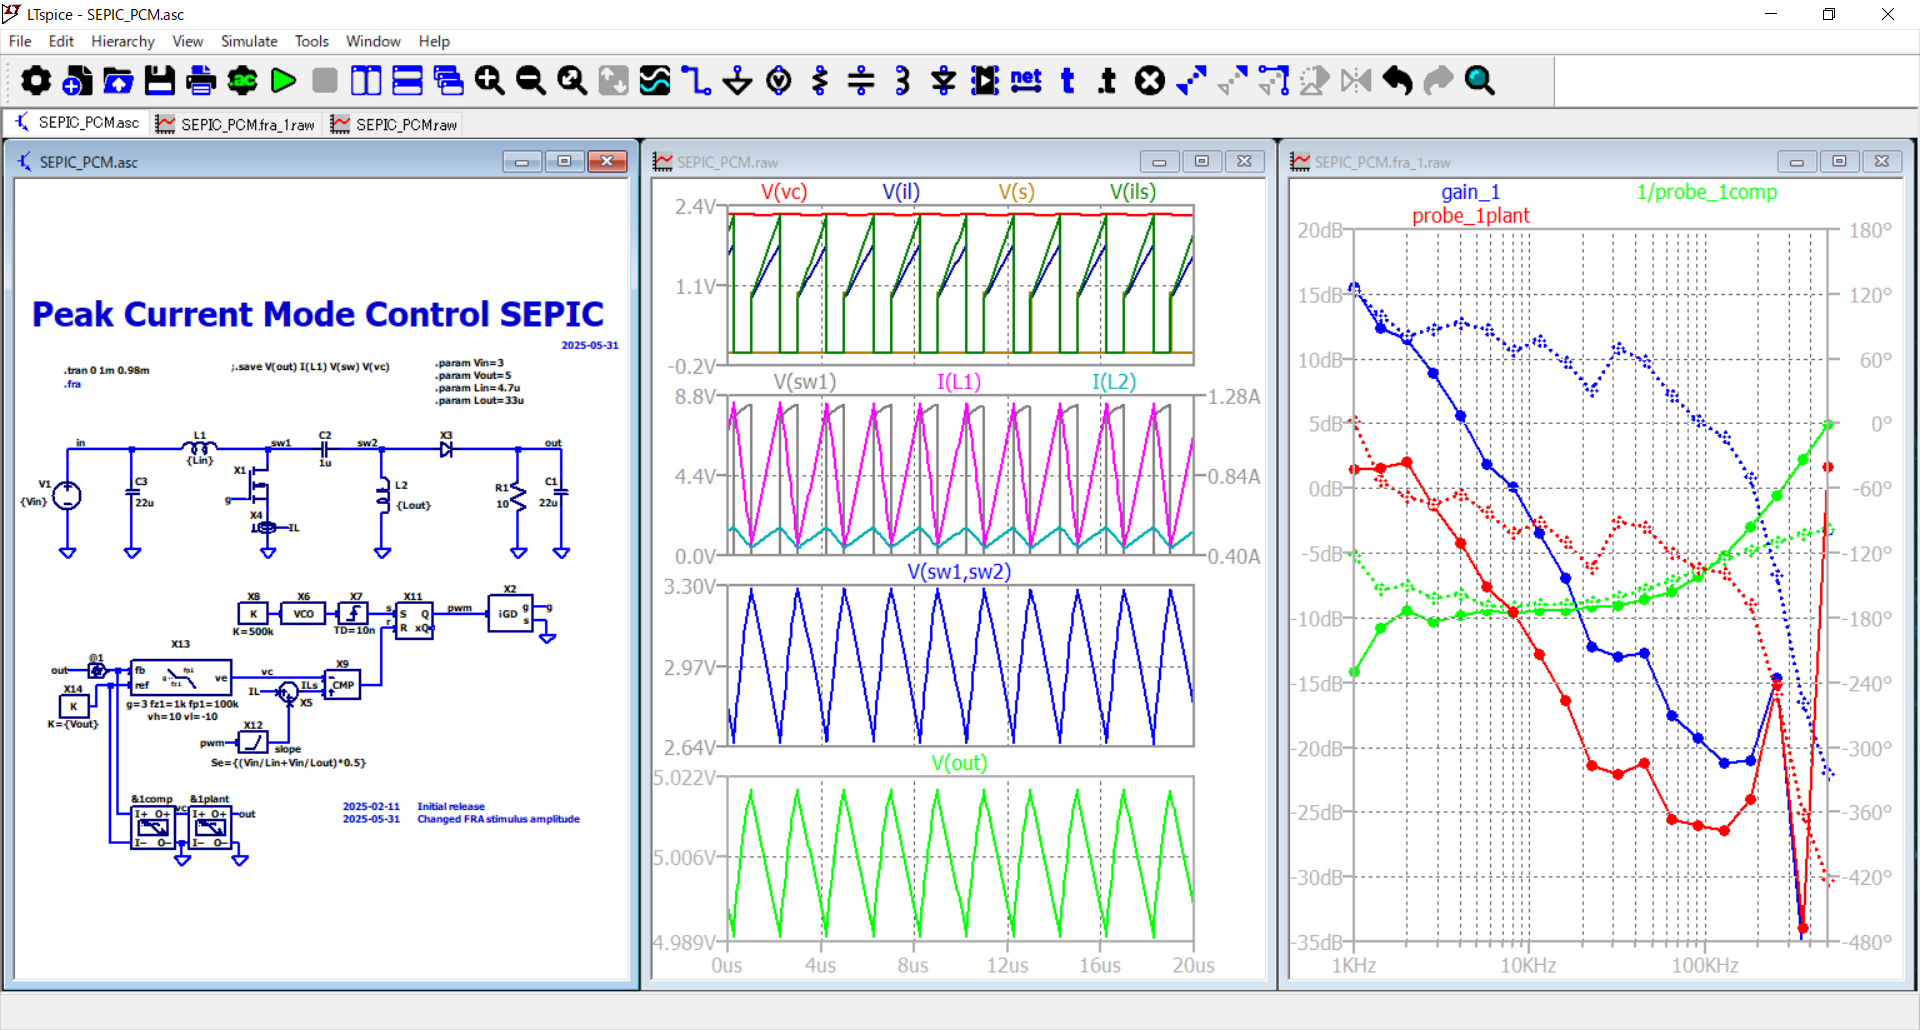 LTspice - SEPIC_PCM.asc
File Edit Hierarchy View Simulate Tools Window Help
SEPIC_PCM.asc SEPIC_PCM.fra_1.raw SEPIC_PCM.raw
SEPIC_PCM.asc
Peak Current Mode Control SEPIC
2025-05-31
.tran 0 1m 0.98m
.fra
;.save V(out) I(L1) V(sw) V(vc)
.param Vin=3
.param Vout=5
.param Lin=4.7u
.param Lout=33u
in
L1
{Lin}
sw1
C2
1u
sw2
X3
out
V1
{Vin}
C3
22u
X1
g
X4
IL
L2
{Lout}
R1
10
C1
22u
X8
K
K=500k
X6
VCO
X7
TD=10n
s
r
X11
S Q
R xQ
pwm
X2
iGD
g
s
g
X13
out
@1
fb
ref
fp1
g
fz1
ve
vc
g=3 fz1=1k fp1=100k
vh=10 vl=-10
X14
K
K={Vout}
IL
ILs
X5
X9
CMP
X12
pwm
slope
Se={(Vin/Lin+Vin/Lout)*0.5}
&1comp
I+ O+
I- O-
vc
&1plant
I+ O+
I- O-
out
2025-02-11 Initial release
2025-05-31 Changed FRA stimulus amplitude
SEPIC_PCM.raw
V(vc) V(il) V(s) V(ils)
2.4V
1.1V
-0.2V
V(sw1) I(L1) I(L2)
8.8V 1.28A
4.4V 0.84A
0.0V 0.40A
V(sw1,sw2)
3.30V
2.97V
2.64V
V(out)
5.022V
5.006V
4.989V
0us 4us 8us 12us 16us 20us
SEPIC_PCM.fra_1.raw
gain_1 1/probe_1comp
probe_1plant
20dB 180°
15dB 120°
10dB 60°
5dB 0°
0dB -60°
-5dB -120°
-10dB -180°
-15dB -240°
-20dB -300°
-25dB -360°
-30dB -420°
-35dB -480°
1KHz 10KHz 100KHz